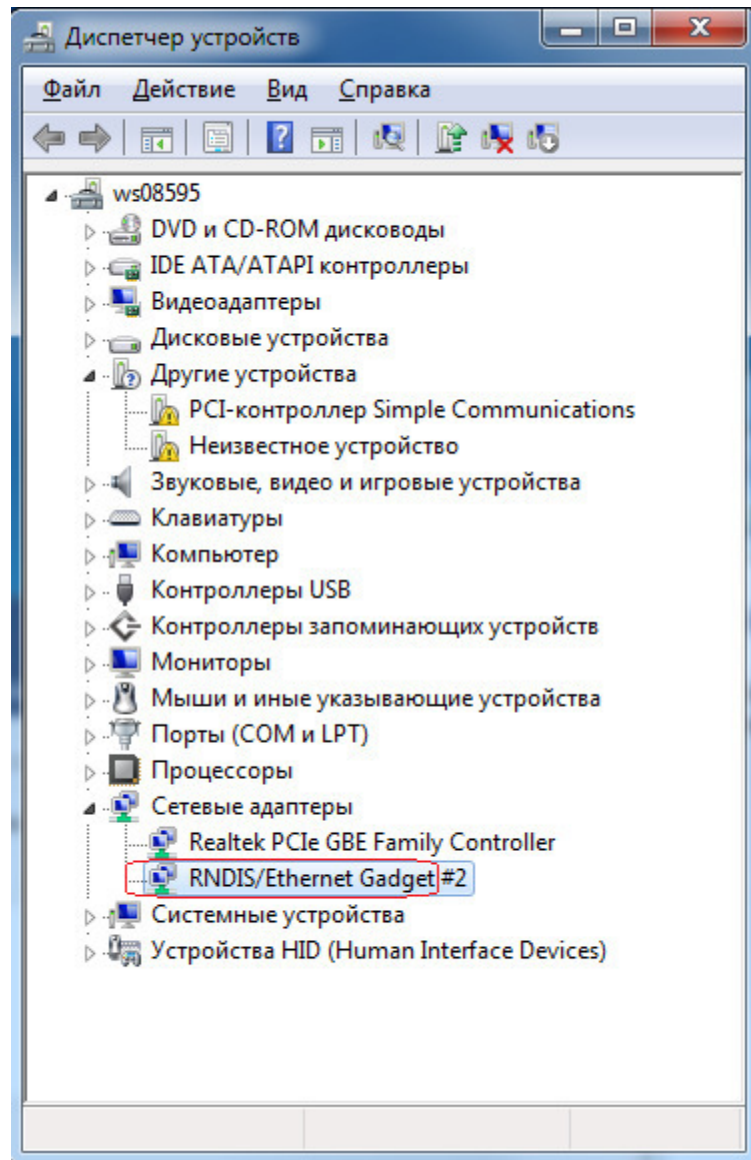 Диспетчер устройств
Файл Действие Вид Справка
ws08595
DVD и CD-ROM дисководы
IDE ATA/ATAPI контроллеры
Видеоадаптеры
Дисковые устройства
Другие устройства
PCI-контроллер Simple Communications
Неизвестное устройство
Звуковые, видео и игровые устройства
Клавиатуры
Компьютер
Контроллеры USB
Контроллеры запоминающих устройств
Мониторы
Мыши и иные указывающие устройства
Порты (COM и LPT)
Процессоры
Сетевые адаптеры
Realtek PCIe GBE Family Controller
RNDIS/Ethernet Gadget #2
Системные устройства
Устройства HID (Human Interface Devices)